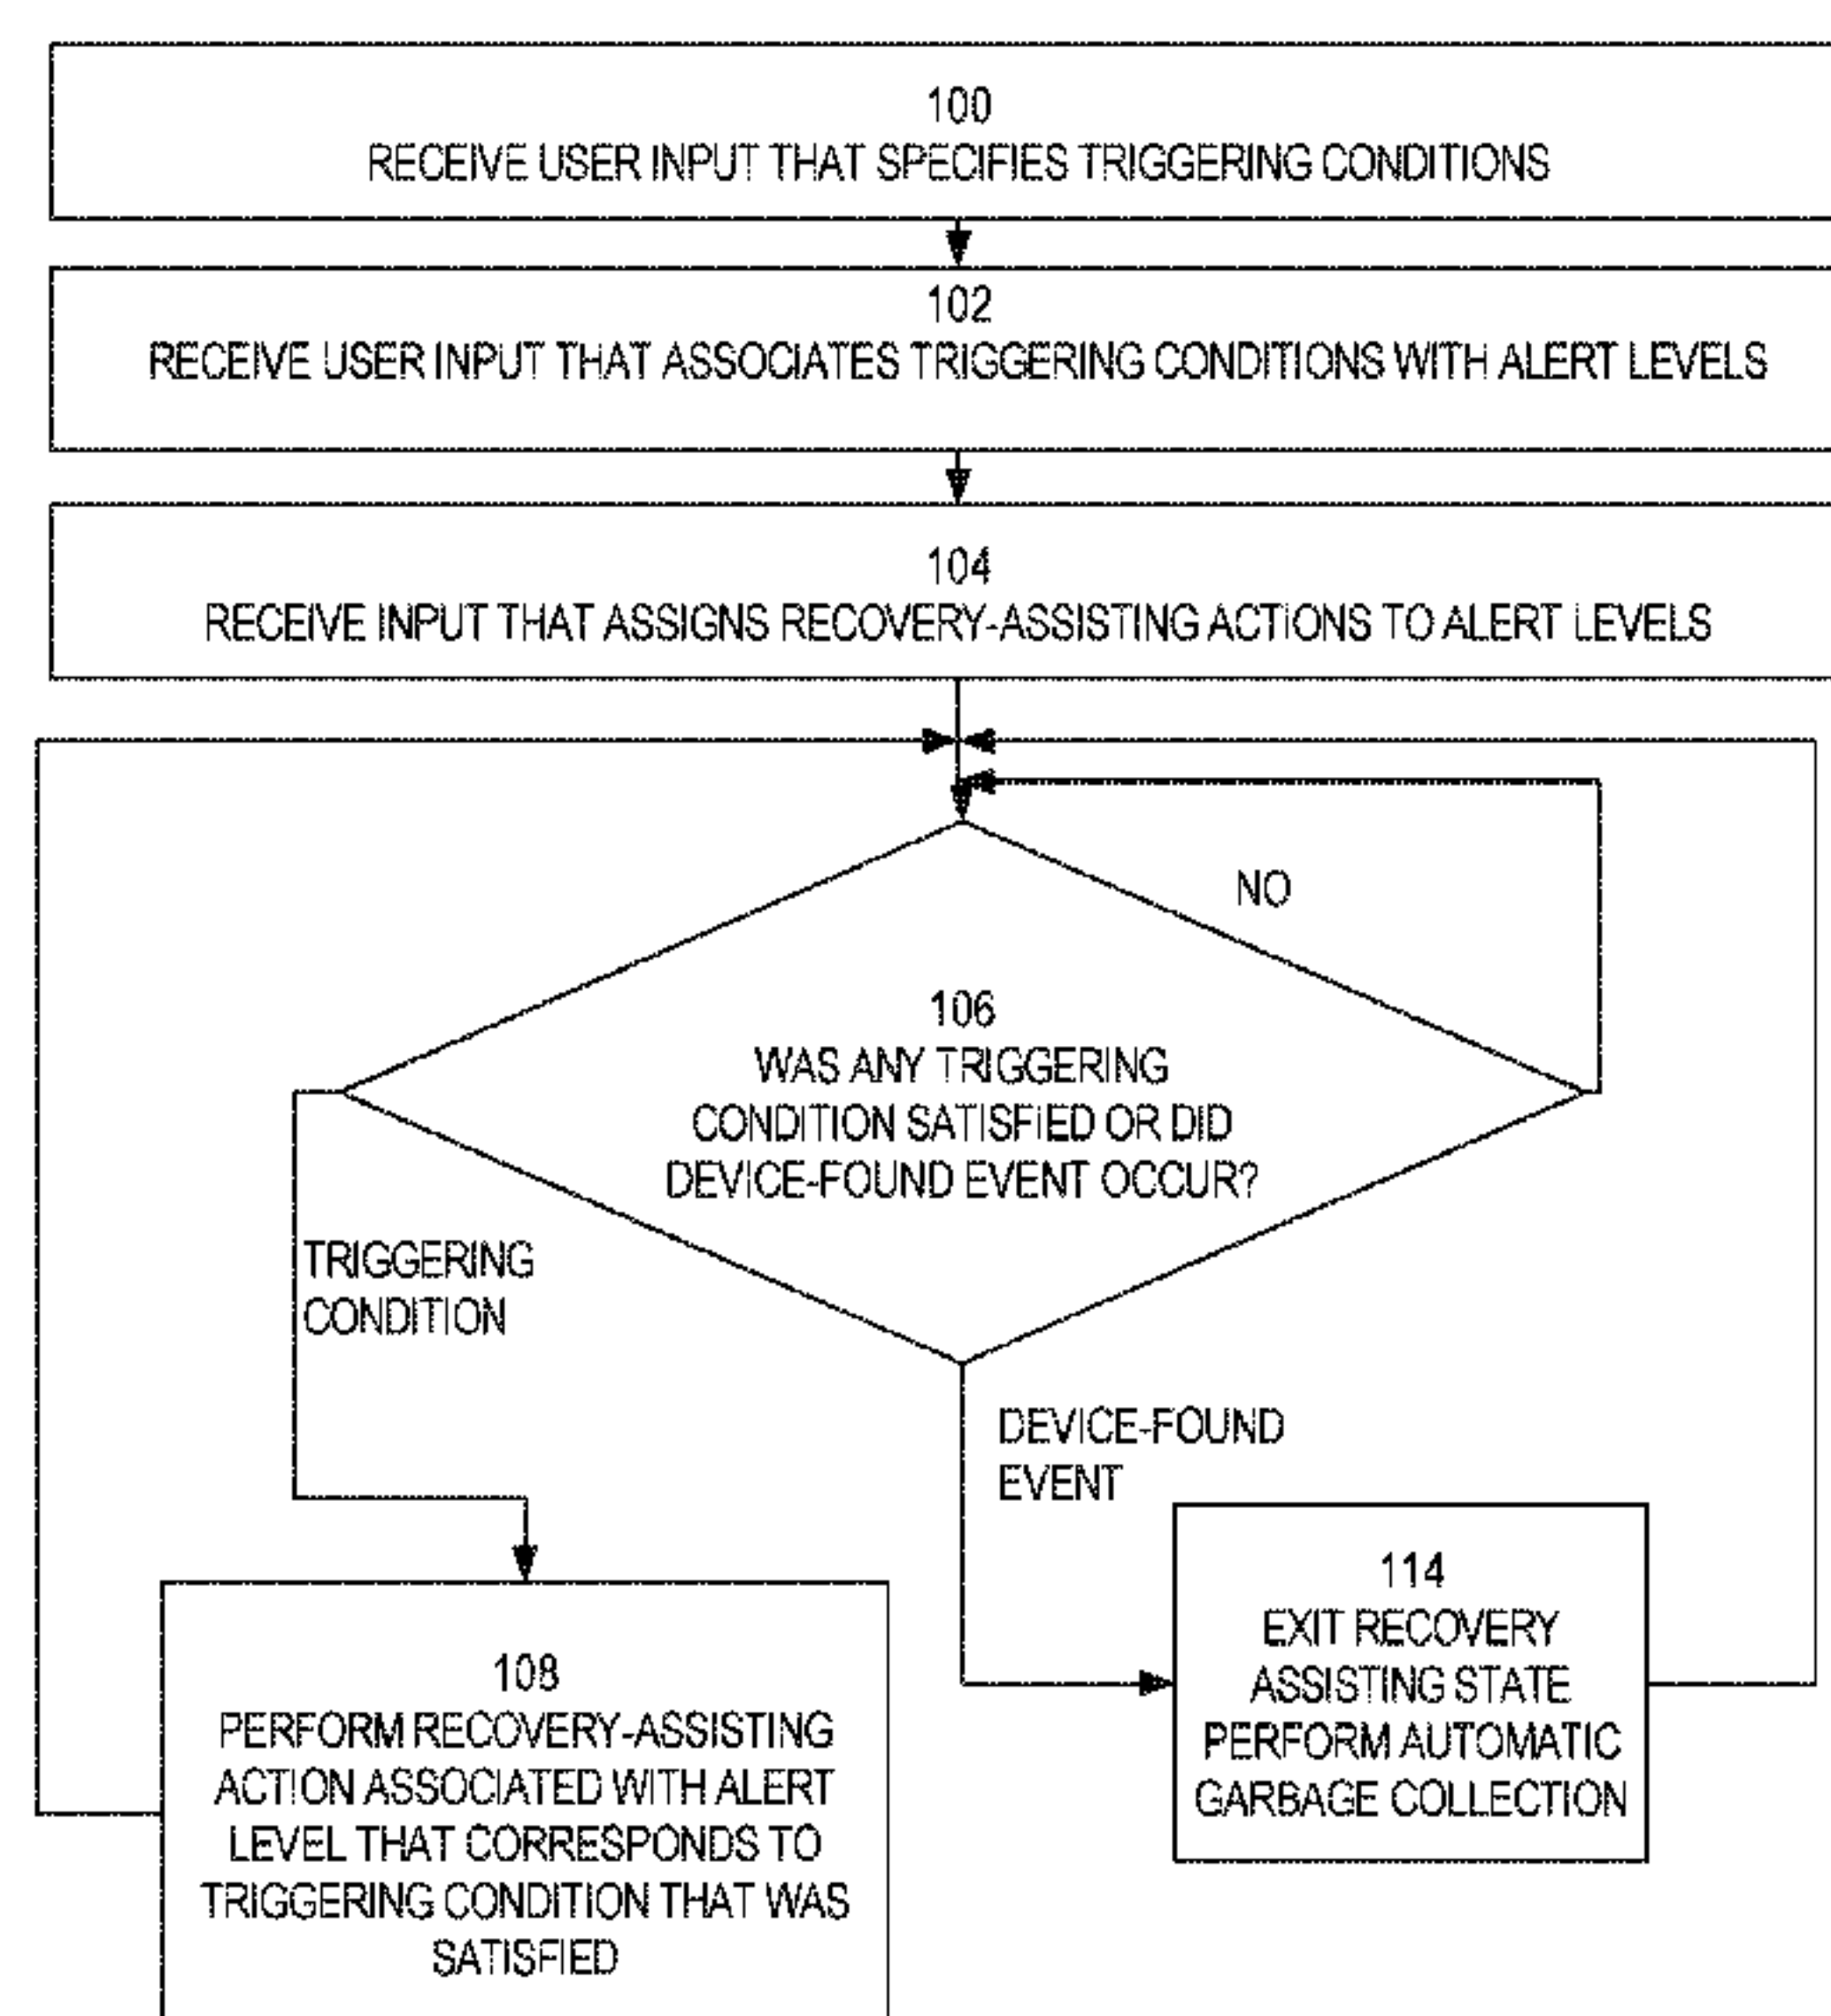 100
RECEIVE USER INPUT THAT SPECIFIES TRIGGERING CONDITIONS
102
RECEIVE USER INPUT THAT ASSOCIATES TRIGGERING CONDITIONS WITH ALERT LEVELS
104
RECEIVE INPUT THAT ASSIGNS RECOVERY-ASSISTING ACTIONS TO ALERT LEVELS
NO
106
WAS ANY TRIGGERING
CONDITION SATISFIED OR DID
DEVICE-FOUND EVENT OCCUR?
TRIGGERING
CONDITION
DEVICE-FOUND
EVENT
108
PERFORM RECOVERY-ASSISTING
ACTION ASSOCIATED WITH ALERT
LEVEL THAT CORRESPONDS TO
TRIGGERING CONDITION THAT WAS
SATISFIED
114
EXIT RECOVERY
ASSISTING STATE
PERFORM AUTOMATIC
GARBAGE COLLECTION